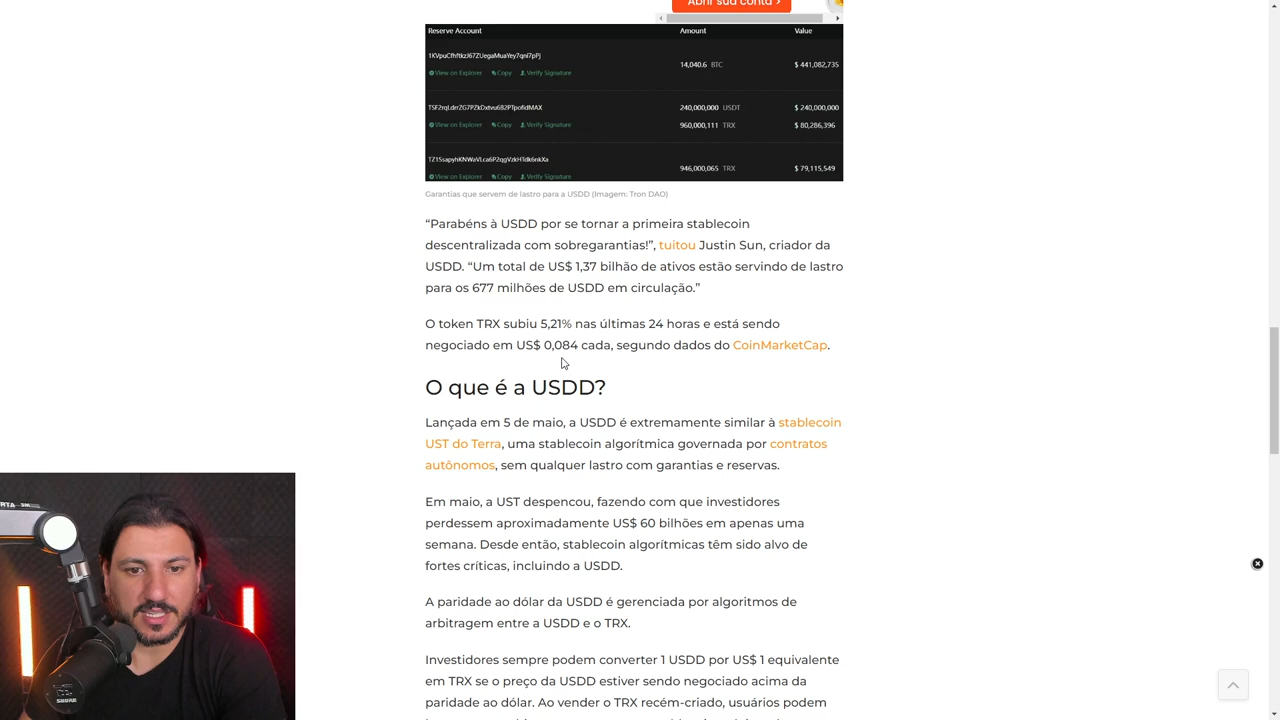 Abrir sua conta >
Reserve Account Amount Value
1KVpuCfhftkzJ67ZUegaMuaYey7qni7pPj
14,040.6 BTC $ 441,082,735
View on Explorer Copy Verify Signature
240,000,000 USDT $ 240,000,000
960,000,111 TRX $ 80,286,396
View on Explorer Copy Verify Signature
946,000,065 TRX $ 79,115,549
View on Explorer Copy Verify Signature
Garantias que servem de lastro para a USDD (Imagem: Tron DAO)
“Parabéns à USDD por se tornar a primeira stablecoin
descentralizada com sobregarantias!”, tuitou Justin Sun, criador da
USDD. “Um total de US$ 1,37 bilhão de ativos estão servindo de lastro
para os 677 milhões de USDD em circulação.”
O token TRX subiu 5,21% nas últimas 24 horas e está sendo
negociado em US$ 0,084 cada, segundo dados do CoinMarketCap.
O que é a USDD?
Lançada em 5 de maio, a USDD é extremamente similar à stablecoin
UST do Terra, uma stablecoin algorítmica governada por contratos
autônomos, sem qualquer lastro com garantias e reservas.
Em maio, a UST despencou, fazendo com que investidores
perdessem aproximadamente US$ 60 bilhões em apenas uma
semana. Desde então, stablecoin algorítmicas têm sido alvo de
fortes críticas, incluindo a USDD.
A paridade ao dólar da USDD é gerenciada por algoritmos de
arbitragem entre a USDD e o TRX.
Investidores sempre podem converter 1 USDD por US$ 1 equivalente
em TRX se o preço da USDD estiver sendo negociado acima da
paridade ao dólar. Ao vender o TRX recém-criado, usuários podem
SHURE